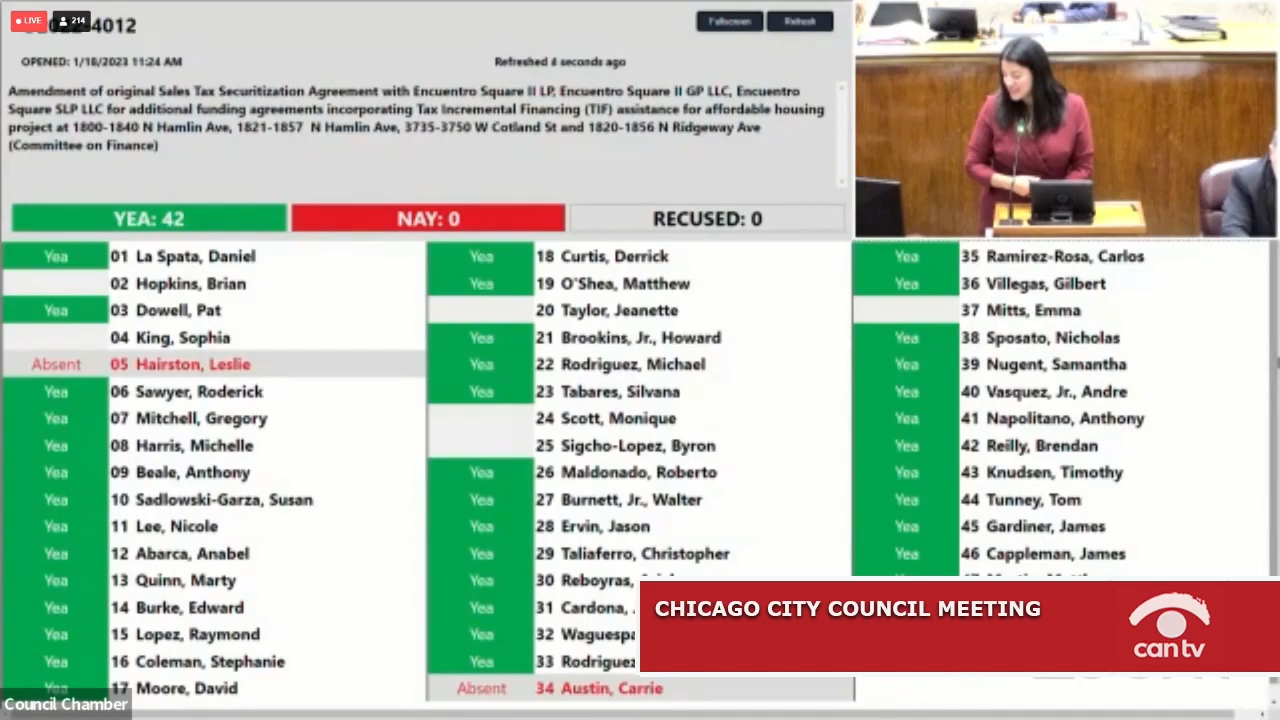 LIVE
214
-4012
Fullscreen
Refresh
OPENED: 1/18/2023 11:24 AM
Refreshed 4 seconds ago
Amendment of original Sales Tax Securitization Agreement with Encuentro Square II LP, Encuentro Square II GP LLC, Encuentro
Square SLP LLC for additional funding agreements incorporating Tax Incremental Financing (TIF) assistance for affordable housing
project at 1800-1840 N Hamlin Ave, 1821-1857 N Hamlin Ave, 3735-3750 W Cotland St and 1820-1856 N Ridgeway Ave
(Committee on Finance)
YEA: 42
NAY: 0
RECUSED: 0
Yea 01 La Spata, Daniel
02 Hopkins, Brian
Yea 03 Dowell, Pat
04 King, Sophia
Absent 05 Hairston, Leslie
Yea 06 Sawyer, Roderick
Yea 07 Mitchell, Gregory
Yea 08 Harris, Michelle
Yea 09 Beale, Anthony
Yea 10 Sadlowski-Garza, Susan
Yea 11 Lee, Nicole
Yea 12 Abarca, Anabel
Yea 13 Quinn, Marty
Yea 14 Burke, Edward
Yea 15 Lopez, Raymond
Yea 16 Coleman, Stephanie
Yea 17 Moore, David
Yea 18 Curtis, Derrick
Yea 19 O'Shea, Matthew
20 Taylor, Jeanette
Yea 21 Brookins, Jr., Howard
Yea 22 Rodriguez, Michael
Yea 23 Tabares, Silvana
24 Scott, Monique
25 Sigcho-Lopez, Byron
Yea 26 Maldonado, Roberto
Yea 27 Burnett, Jr., Walter
Yea 28 Ervin, Jason
Yea 29 Taliaferro, Christopher
Yea 30 Reboyras,
Yea 31 Cardona,
Yea 32 Waguespa
Yea 33 Rodriguez
Absent 34 Austin, Carrie
Yea 35 Ramirez-Rosa, Carlos
Yea 36 Villegas, Gilbert
37 Mitts, Emma
Yea 38 Sposato, Nicholas
Yea 39 Nugent, Samantha
Yea 40 Vasquez, Jr., Andre
Yea 41 Napolitano, Anthony
Yea 42 Reilly, Brendan
Yea 43 Knudsen, Timothy
Yea 44 Tunney, Tom
Yea 45 Gardiner, James
Yea 46 Cappleman, James
CHICAGO CITY COUNCIL MEETING
can tv
Council Chamber